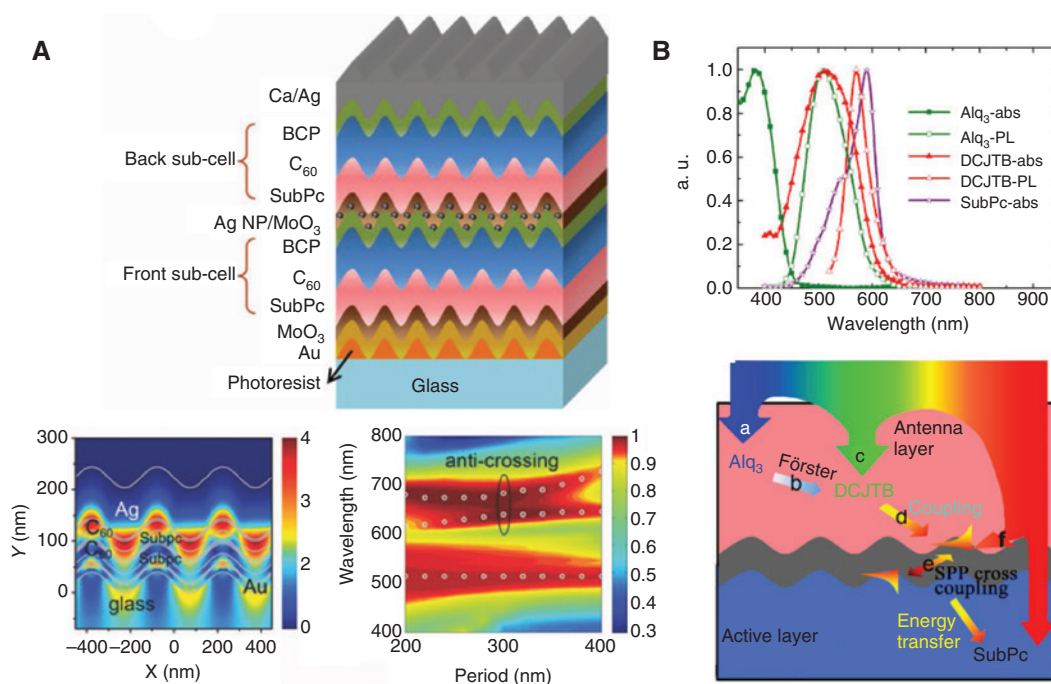 A
Ca/Ag
BCP
Back sub-cell
C60
SubPc
Ag NP/MoO3
BCP
Front sub-cell
C60
SubPc
MoO3
Au
Photoresist
Glass
300
200
100
0
Y (nm)
Ag
C60
Subpc
C60
Subpc
Au
glass
−400
−200
0
200
400
X (nm)
4
3
2
1
0
800
700
600
500
400
Wavelength (nm)
anti-crossing
200
300
400
Period (nm)
1
0.9
0.8
0.7
0.6
0.5
0.4
0.3
B
1.0
0.8
0.6
0.4
0.2
0.0
a. u.
Alq3-abs
Alq3-PL
DCJTB-abs
DCJTB-PL
SubPc-abs
400 500 600 700 800 900
Wavelength (nm)
a
Alq3
Förster
b
c
DCJTB
Antenna
layer
d
Coupling
f
e
SPP cross
coupling
Active layer
Energy
transfer
SubPc